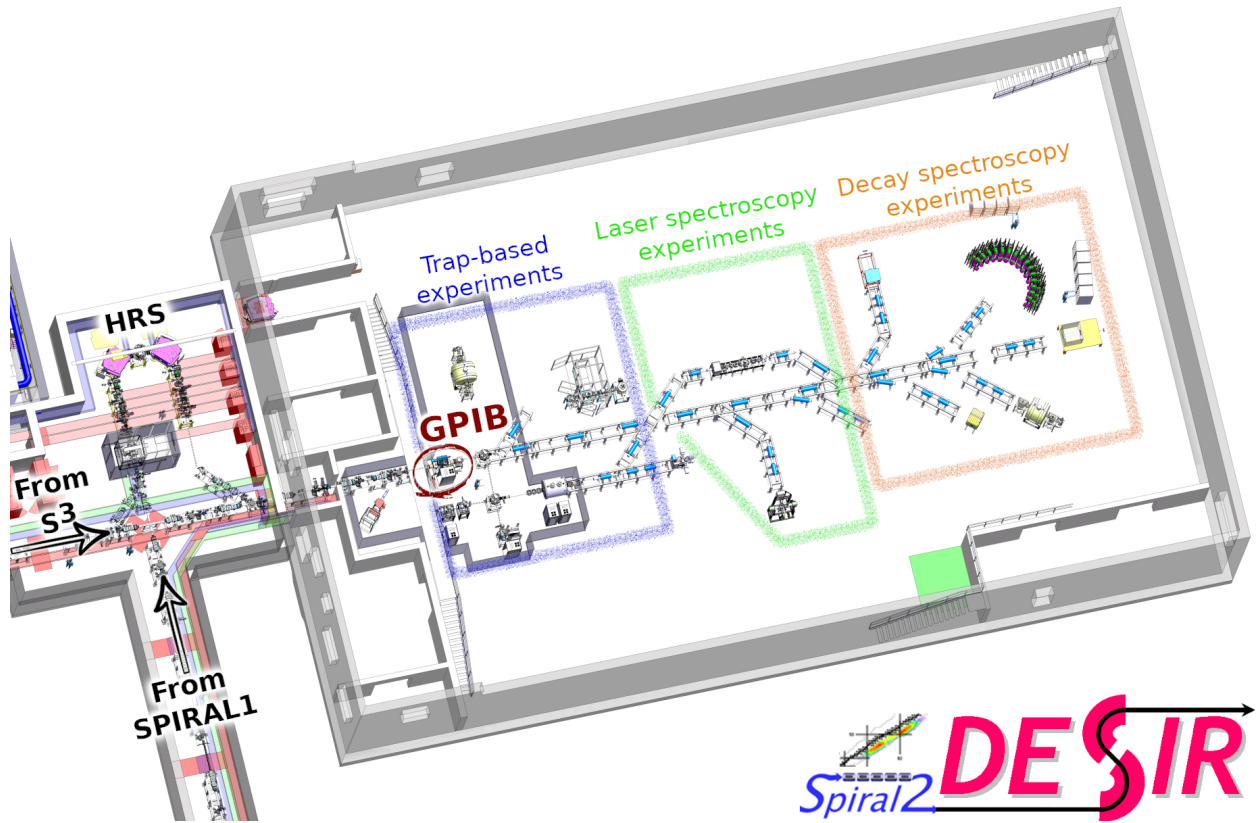 Decay spectroscopy
experiments
Laser spectroscopy
experiments
Trap-based
experiments
HRS
GPIB
From
S3
From
SPIRAL1
Spiral2
DESIR